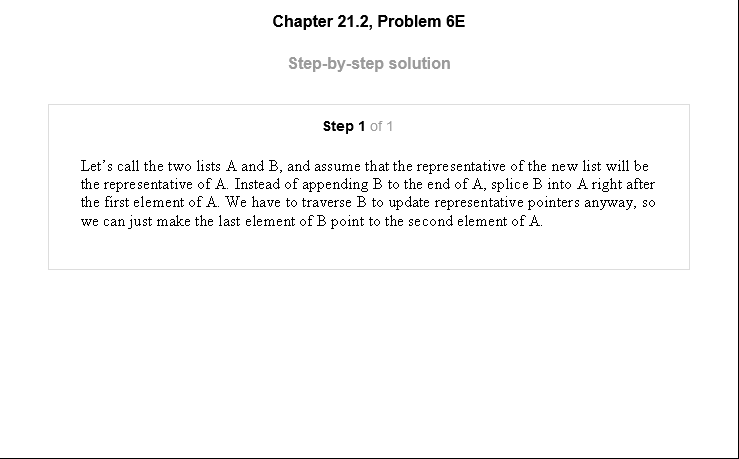 Chapter 21.2, Problem 6E
Step-by-step solution
Step 1 of 1
Let's call the two lists A and B, and assume that the representative of the new list will be
the representative of A. Instead of appending B to the end of A, splice B into A right after
the first element of A. We have to traverse B to update representative pointers anyway, so
we can just make the last element of B point to the second element of A.